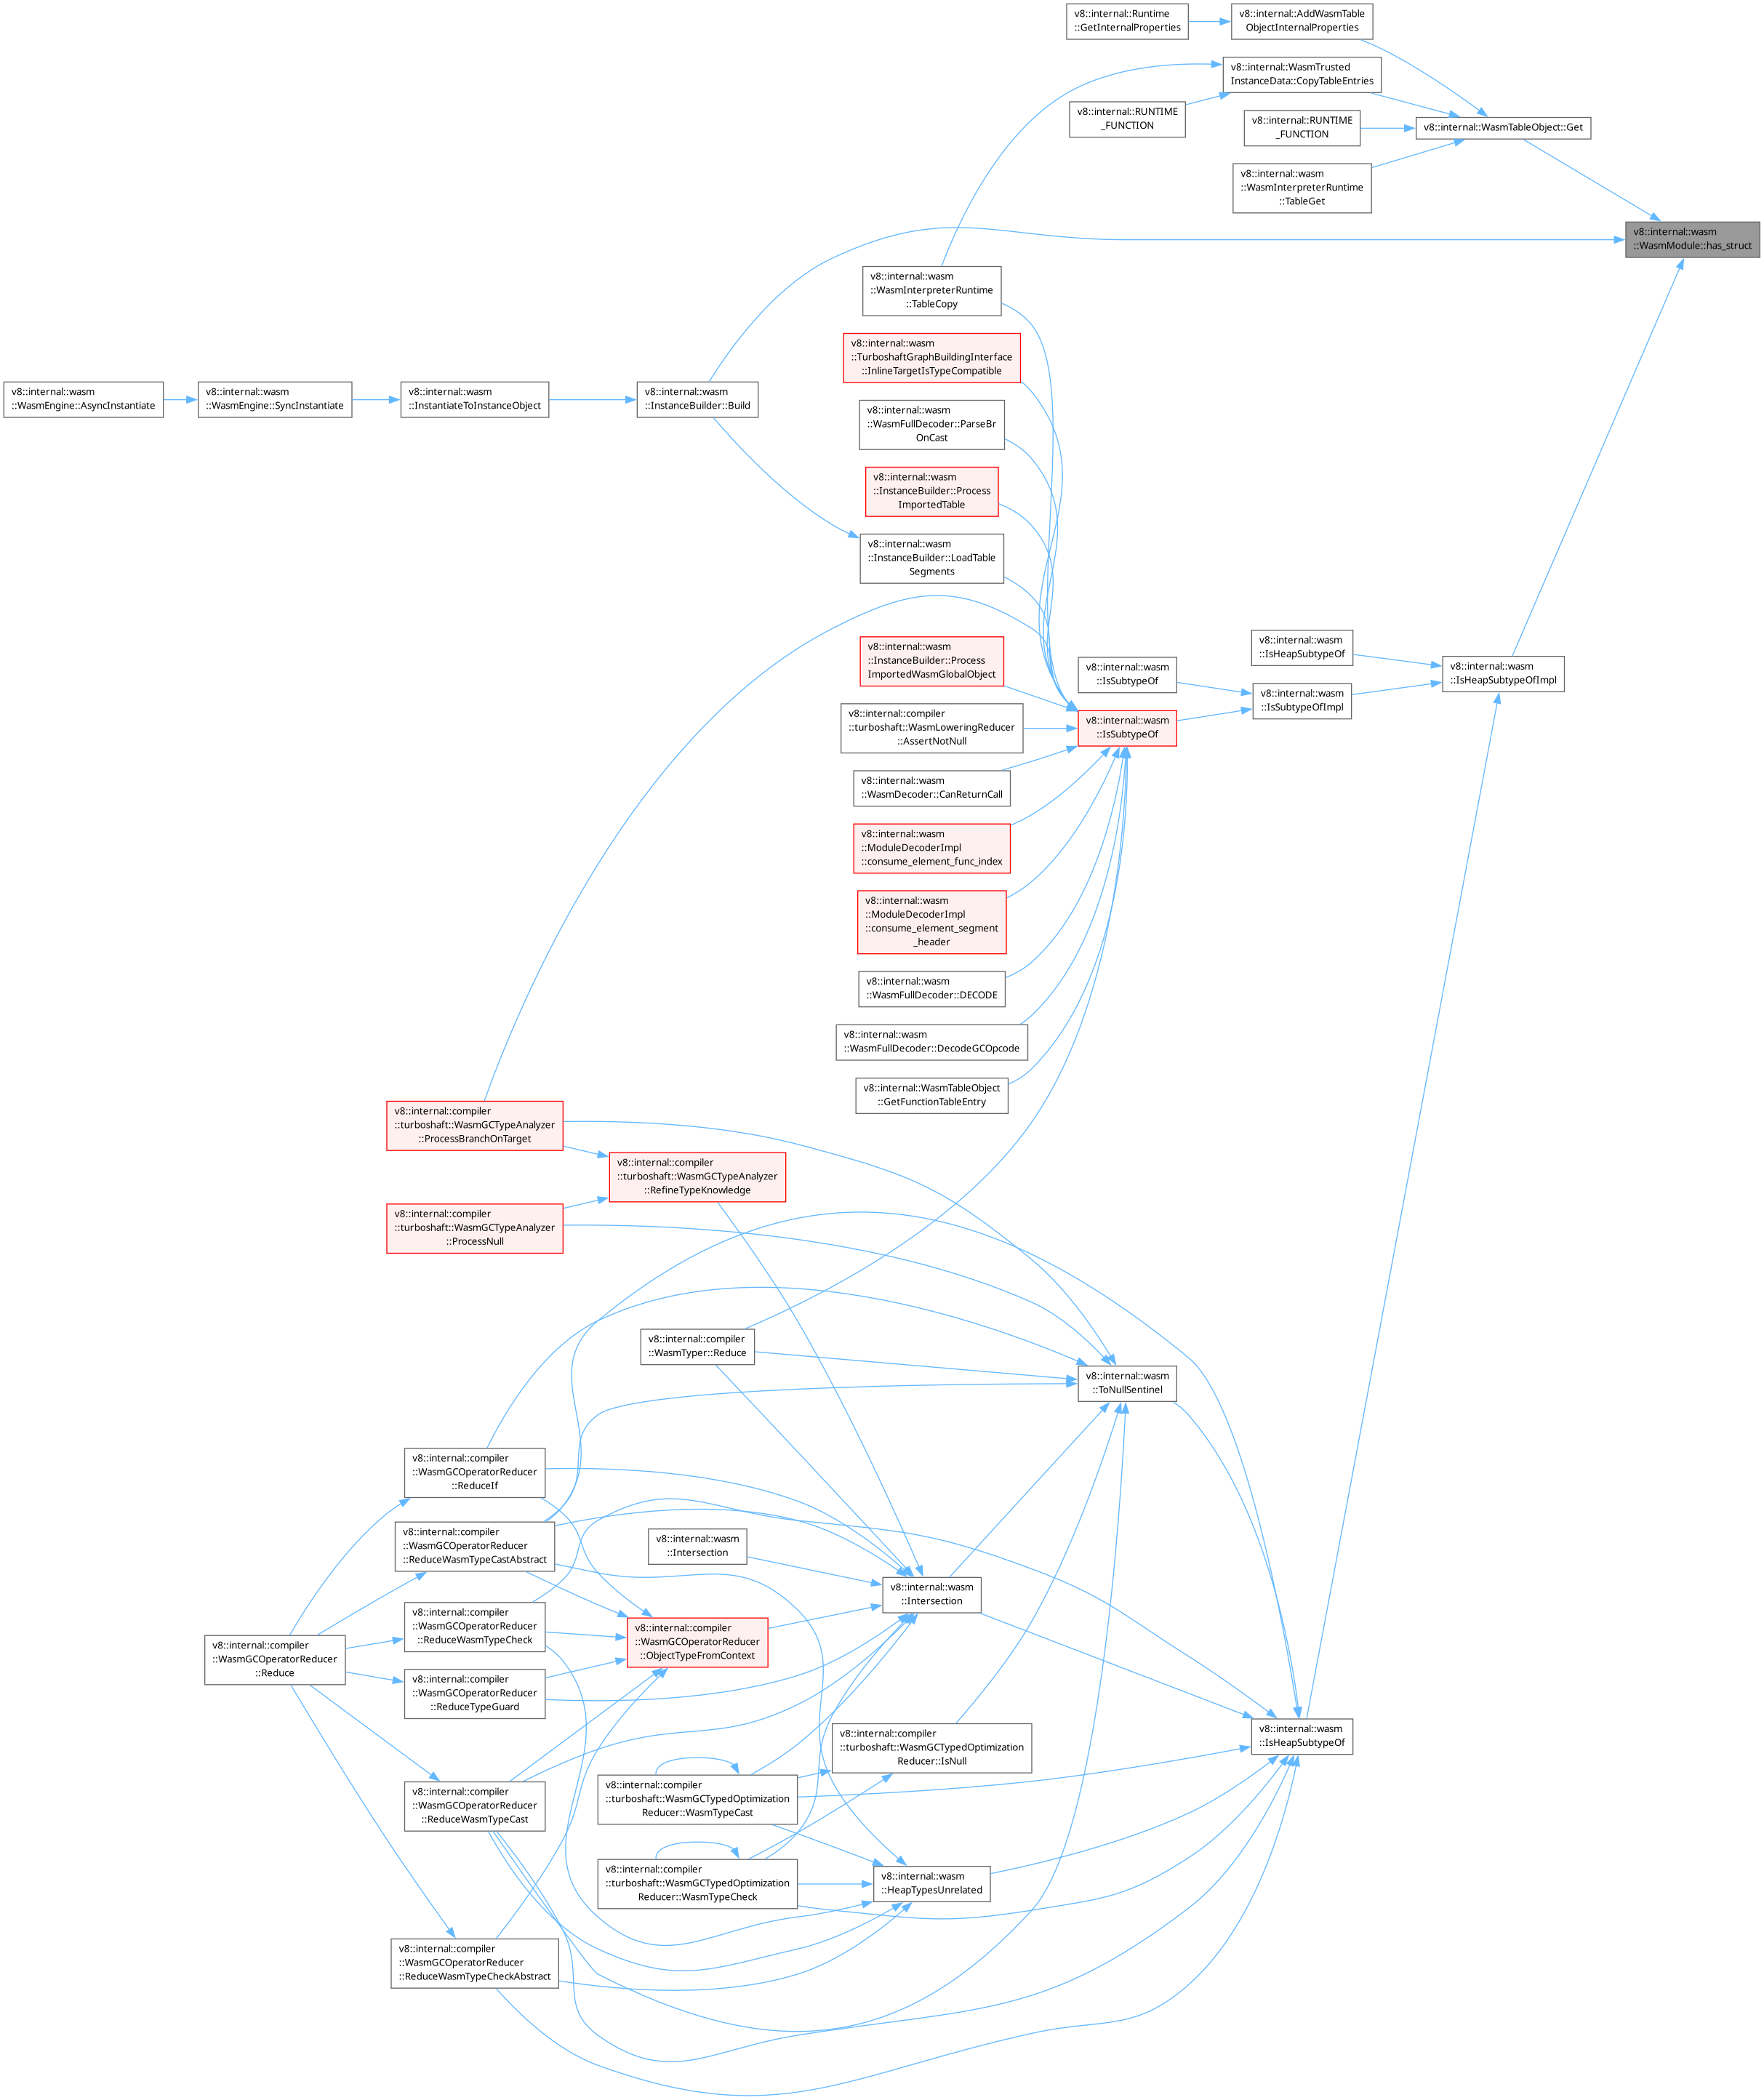 v8::internal::Runtime
::GetInternalProperties
v8::internal::AddWasmTable
ObjectInternalProperties
v8::internal::WasmTrusted
InstanceData::CopyTableEntries
v8::internal::RUNTIME
_FUNCTION
v8::internal::RUNTIME
_FUNCTION
v8::internal::WasmTableObject::Get
v8::internal::wasm
::WasmInterpreterRuntime
::TableGet
v8::internal::wasm
::WasmModule::has_struct
v8::internal::wasm
::WasmInterpreterRuntime
::TableCopy
v8::internal::wasm
::TurboshaftGraphBuildingInterface
::InlineTargetIsTypeCompatible
v8::internal::wasm
::WasmEngine::AsyncInstantiate
v8::internal::wasm
::WasmEngine::SyncInstantiate
v8::internal::wasm
::InstantiateToInstanceObject
v8::internal::wasm
::InstanceBuilder::Build
v8::internal::wasm
::WasmFullDecoder::ParseBr
OnCast
v8::internal::wasm
::InstanceBuilder::Process
ImportedTable
v8::internal::wasm
::InstanceBuilder::LoadTable
Segments
v8::internal::wasm
::InstanceBuilder::Process
ImportedWasmGlobalObject
v8::internal::wasm
::IsSubtypeOf
v8::internal::wasm
::IsHeapSubtypeOf
v8::internal::wasm
::IsHeapSubtypeOfImpl
v8::internal::wasm
::IsSubtypeOfImpl
v8::internal::compiler
::turboshaft::WasmLoweringReducer
::AssertNotNull
v8::internal::wasm
::IsSubtypeOf
v8::internal::wasm
::WasmDecoder::CanReturnCall
v8::internal::wasm
::ModuleDecoderImpl
::consume_element_func_index
v8::internal::wasm
::ModuleDecoderImpl
::consume_element_segment
_header
v8::internal::wasm
::WasmFullDecoder::DECODE
v8::internal::wasm
::WasmFullDecoder::DecodeGCOpcode
v8::internal::WasmTableObject
::GetFunctionTableEntry
v8::internal::compiler
::turboshaft::WasmGCTypeAnalyzer
::ProcessBranchOnTarget
v8::internal::compiler
::turboshaft::WasmGCTypeAnalyzer
::RefineTypeKnowledge
v8::internal::compiler
::turboshaft::WasmGCTypeAnalyzer
::ProcessNull
v8::internal::compiler
::WasmTyper::Reduce
v8::internal::wasm
::ToNullSentinel
v8::internal::compiler
::WasmGCOperatorReducer
::ReduceIf
v8::internal::compiler
::WasmGCOperatorReducer
::ReduceWasmTypeCastAbstract
v8::internal::wasm
::Intersection
v8::internal::wasm
::Intersection
v8::internal::compiler
::WasmGCOperatorReducer
::ReduceWasmTypeCheck
v8::internal::compiler
::WasmGCOperatorReducer
::ObjectTypeFromContext
v8::internal::compiler
::WasmGCOperatorReducer
::Reduce
v8::internal::compiler
::WasmGCOperatorReducer
::ReduceTypeGuard
v8::internal::compiler
::turboshaft::WasmGCTypedOptimization
Reducer::IsNull
v8::internal::wasm
::IsHeapSubtypeOf
v8::internal::compiler
::WasmGCOperatorReducer
::ReduceWasmTypeCast
v8::internal::compiler
::turboshaft::WasmGCTypedOptimization
Reducer::WasmTypeCast
v8::internal::compiler
::turboshaft::WasmGCTypedOptimization
Reducer::WasmTypeCheck
v8::internal::wasm
::HeapTypesUnrelated
v8::internal::compiler
::WasmGCOperatorReducer
::ReduceWasmTypeCheckAbstract